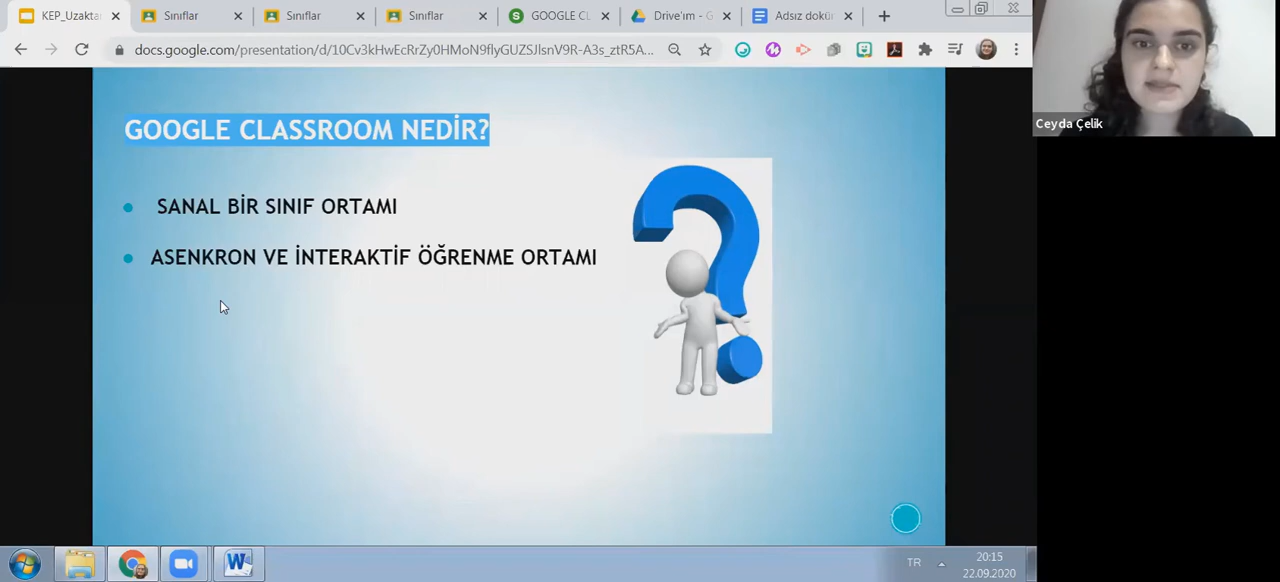 KEP_Uzakta
Sınıflar
Sınıflar
Sınıflar
GOOGLE CL
Drive'ım - G
Adsız dokü
docs.google.com/presentation/d/10Cv3kHwEcRrZy0HMoN9flyGUZSJlsnV9R-A3s_ztR5A...
Ceyda Çelik
GOOGLE CLASSROOM NEDİR?
SANAL BİR SINIF ORTAMI
ASENKRON VE İNTERAKTİF ÖĞRENME ORTAMI
TR
20:15
22.09.2020